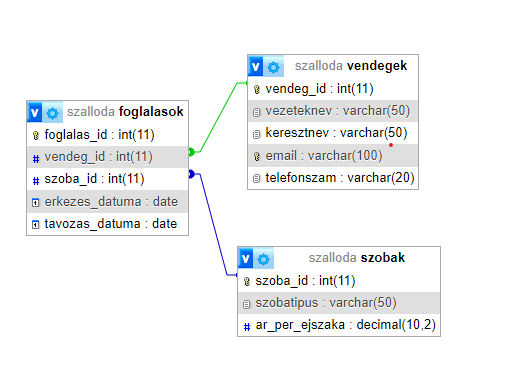 szalloda vendegek
vendeg_id : int(11)
vezeteknev : varchar(50)
keresztnev : varchar(50)
email : varchar(100)
telefonszam : varchar(20)
szalloda foglalasok
foglalas_id : int(11)
vendeg_id : int(11)
szoba_id : int(11)
erkezes_datuma : date
tavozas_datuma : date
szalloda szobak
szoba_id : int(11)
szobatipus : varchar(50)
ar_per_ejszaka : decimal(10,2)